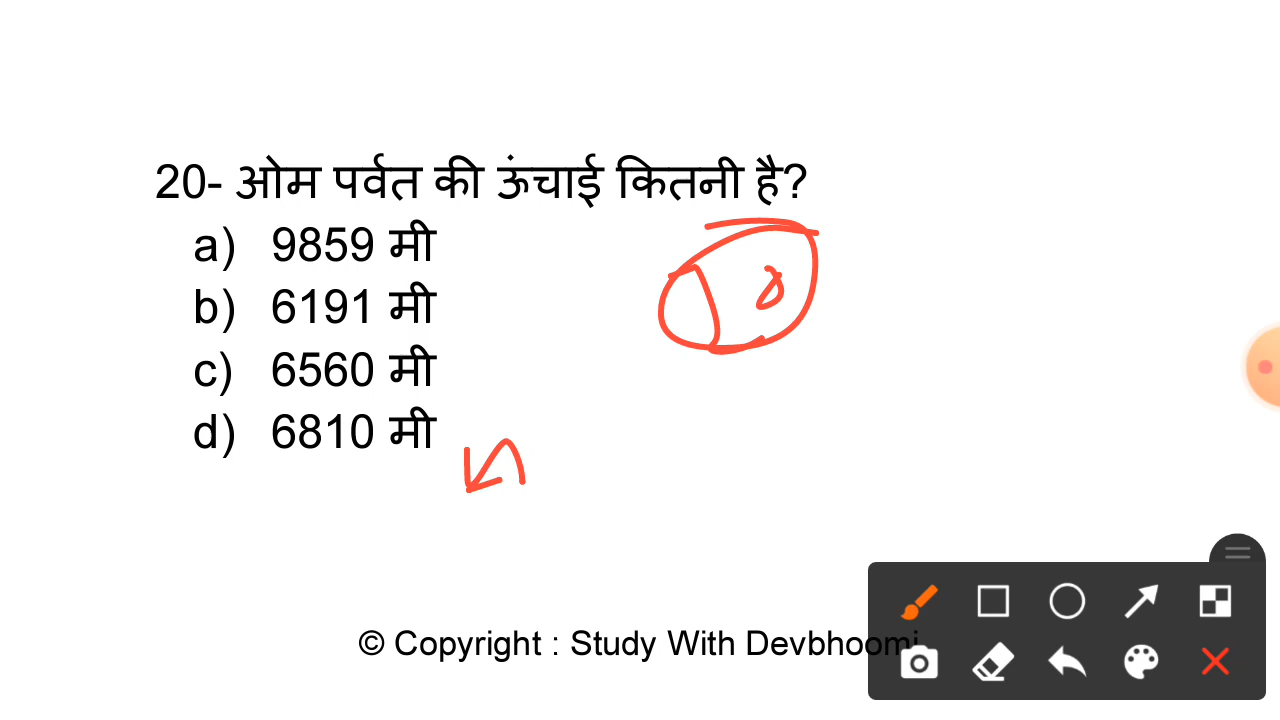 20- ओम पर्वत की ऊंचाई कितनी है?
a) 9859 मी
b) 6191 मी
c) 6560 मी
d) 6810 मी
© Copyright : Study With Devbhoomi